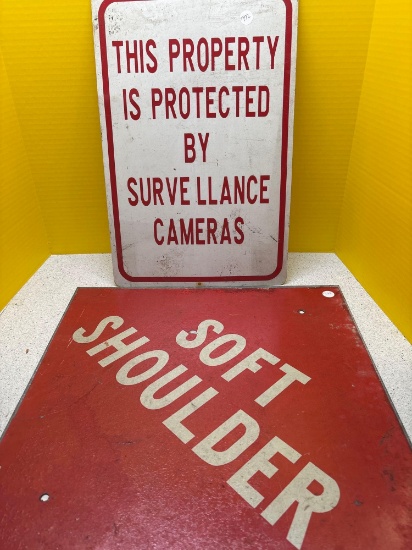 THIS PROPERTY
IS PROTECTED
BY
SURVE LLANCE
CAMERAS
SOFT
SHOULDER